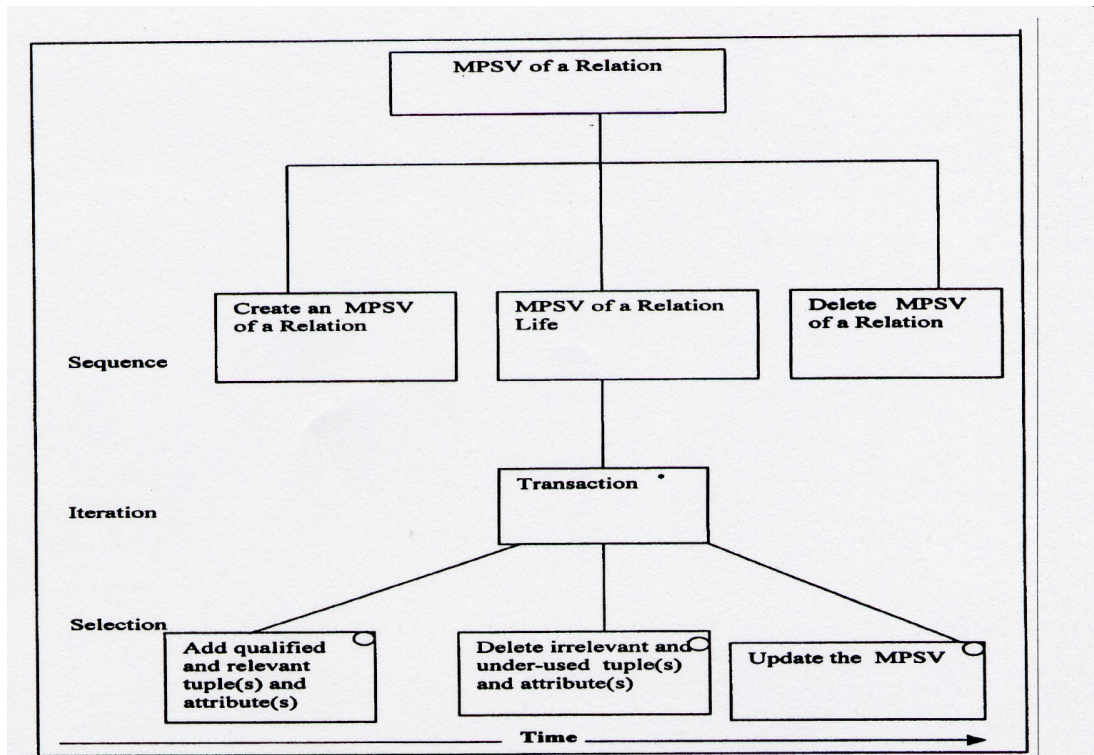 MPSV of a Relation
Create an MPSV
of a Relation
MPSV of a Relation
Life
Delete MPSV
of a Relation
Sequence
Transaction *
Iteration
Selection
Add qualified
and relevant
tuple(s) and
attribute(s)
Delete irrelevant and
under-used tuple(s)
and attribute(s)
Update the MPSV
Time